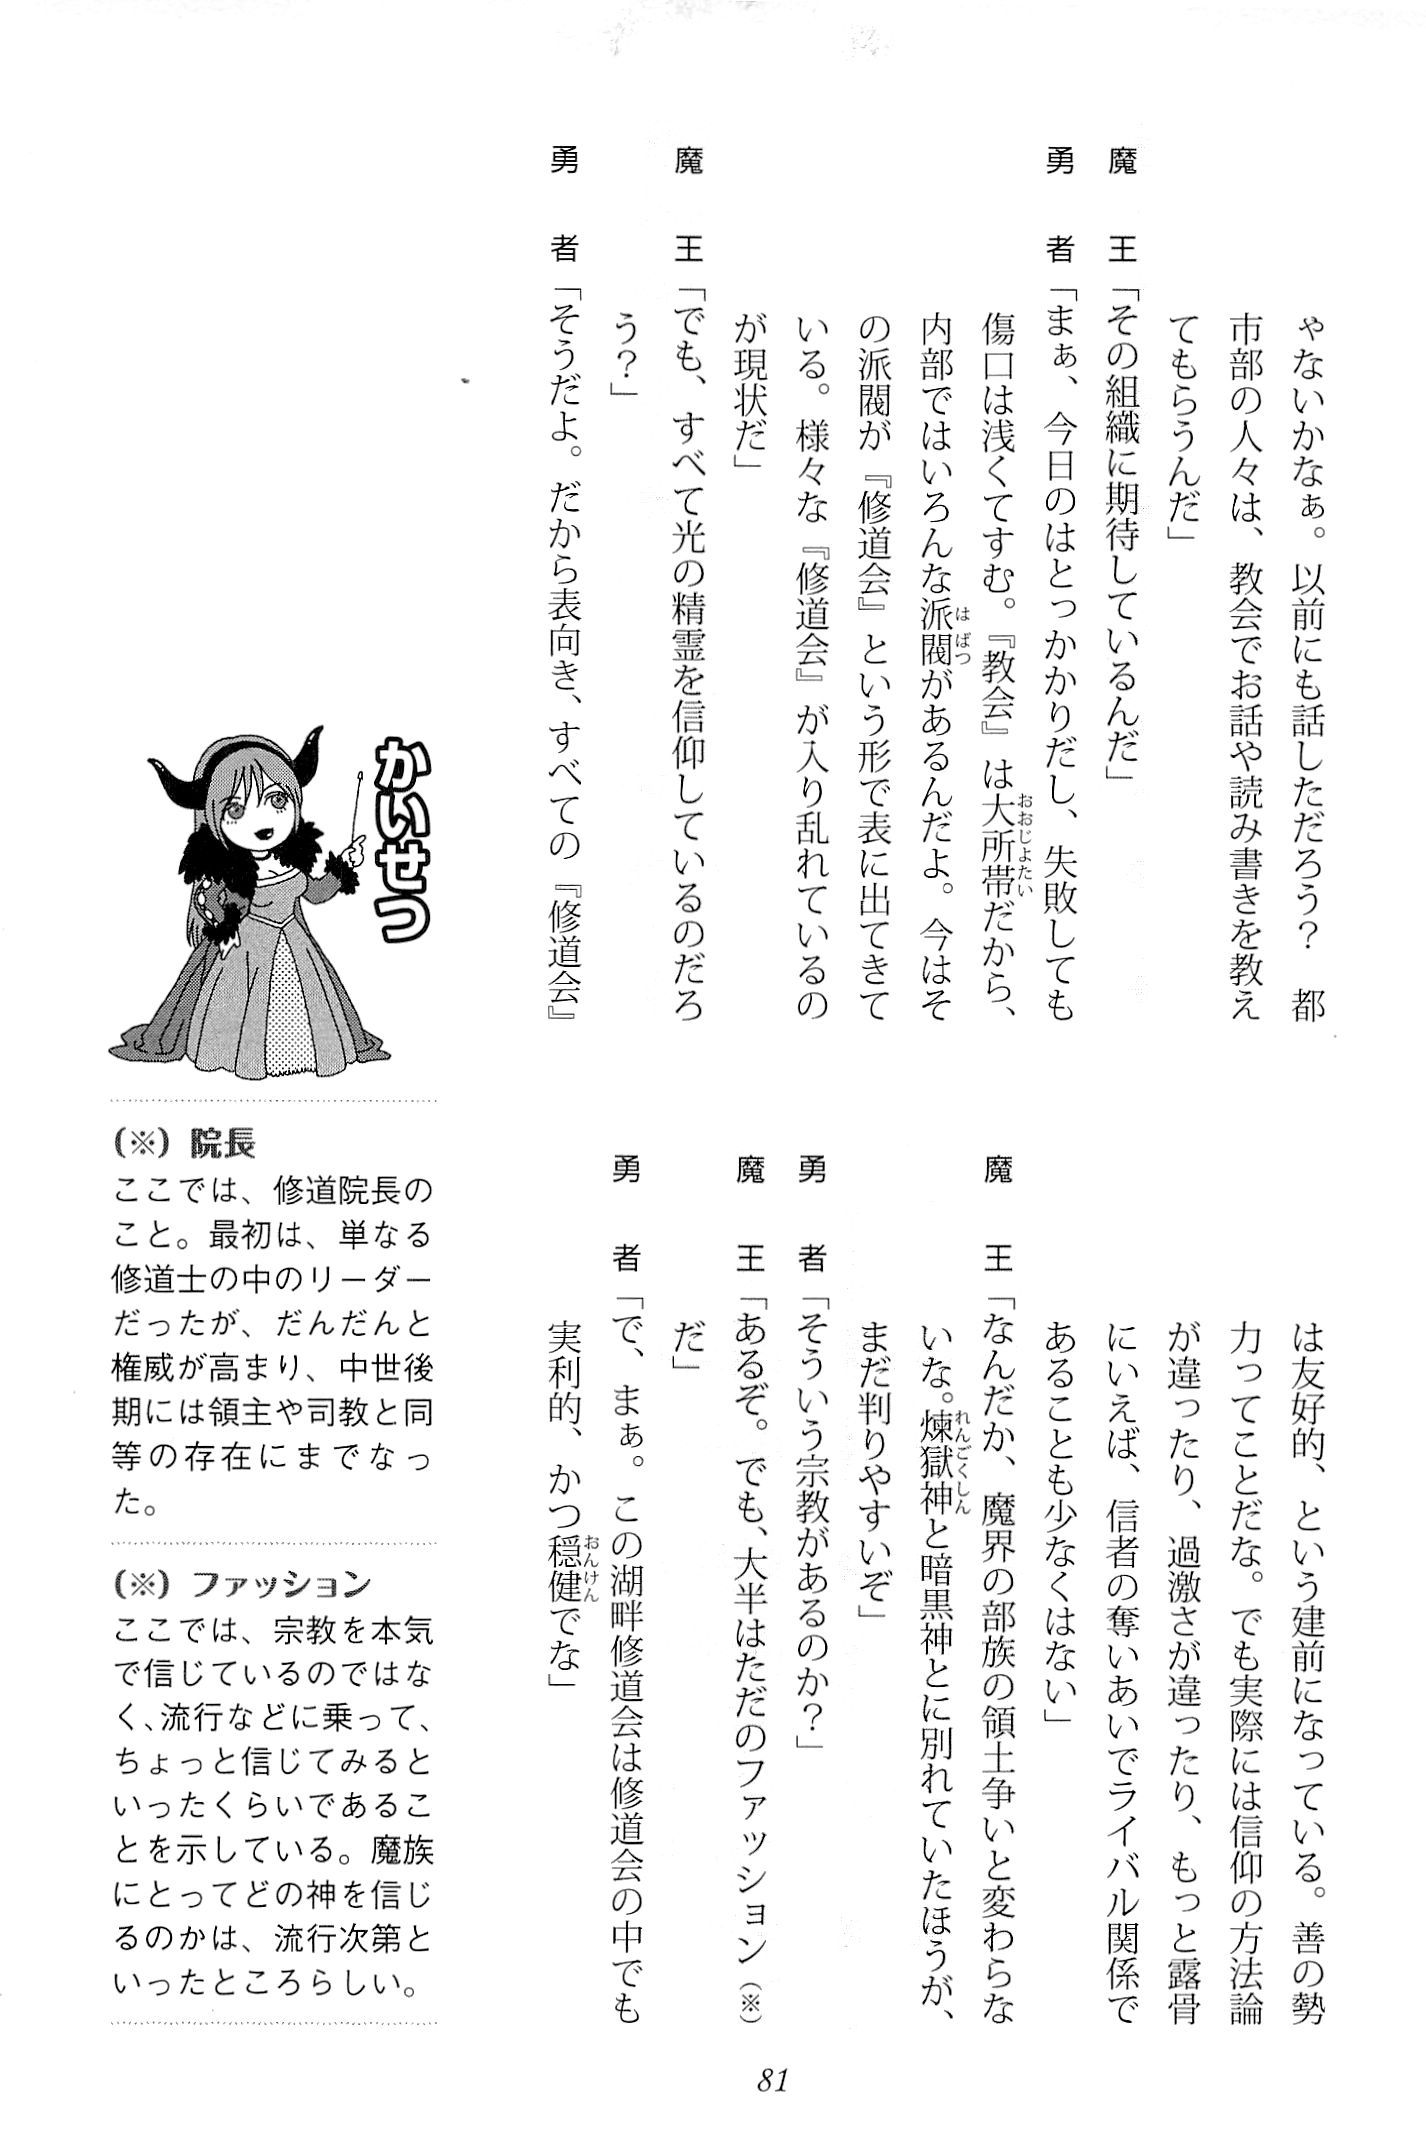 ゃないかなぁ。以前にも話しただろう？　都
市部の人々は、教会でお話や読み書きを教え
てもらうんだ」
魔　王「その組織に期待しているんだ」
勇　者「まぁ、今日のはとっかかりだし、失敗しても
傷口は浅くてすむ。『教会』は大所帯だから、
内部ではいろんな派閥があるんだよ。今はそ
の派閥が『修道会』という形で表に出てきて
いる。様々な『修道会』が入り乱れているの
が現状だ」
魔　王「でも、すべて光の精霊を信仰しているのだろ
う？」
勇　者「そうだよ。だから表向き、すべての『修道会』
は友好的、という建前になっている。善の勢
力ってことだな。でも実際には信仰の方法論
が違ったり、過激さが違ったり、もっと露骨
にいえば、信者の奪いあいでライバル関係で
あることも少なくはない」
魔　王「なんだか、魔界の部族の領土争いと変わらな
いな。煉獄神と暗黒神とに別れていたほうが、
まだ判りやすいぞ」
勇　者「そういう宗教があるのか？」
魔　王「あるぞ。でも、大半はただのファッション（※）
だ」
勇　者「で、まぁ。この湖畔修道会は修道会の中でも
実利的、かつ穏健でな」
かいせつ
（※）院長
ここでは、修道院長の
こと。最初は、単なる
修道士の中のリーダー
だったが、だんだんと
権威が高まり、中世後
期には領主や司教と同
等の存在にまでなっ
た。
（※）ファッション
ここでは、宗教を本気
で信じているのではな
く、流行などに乗って、
ちょっと信じてみると
いったくらいであるこ
とを示している。魔族
にとってどの神を信じ
るのかは、流行次第と
いったところらしい。
81